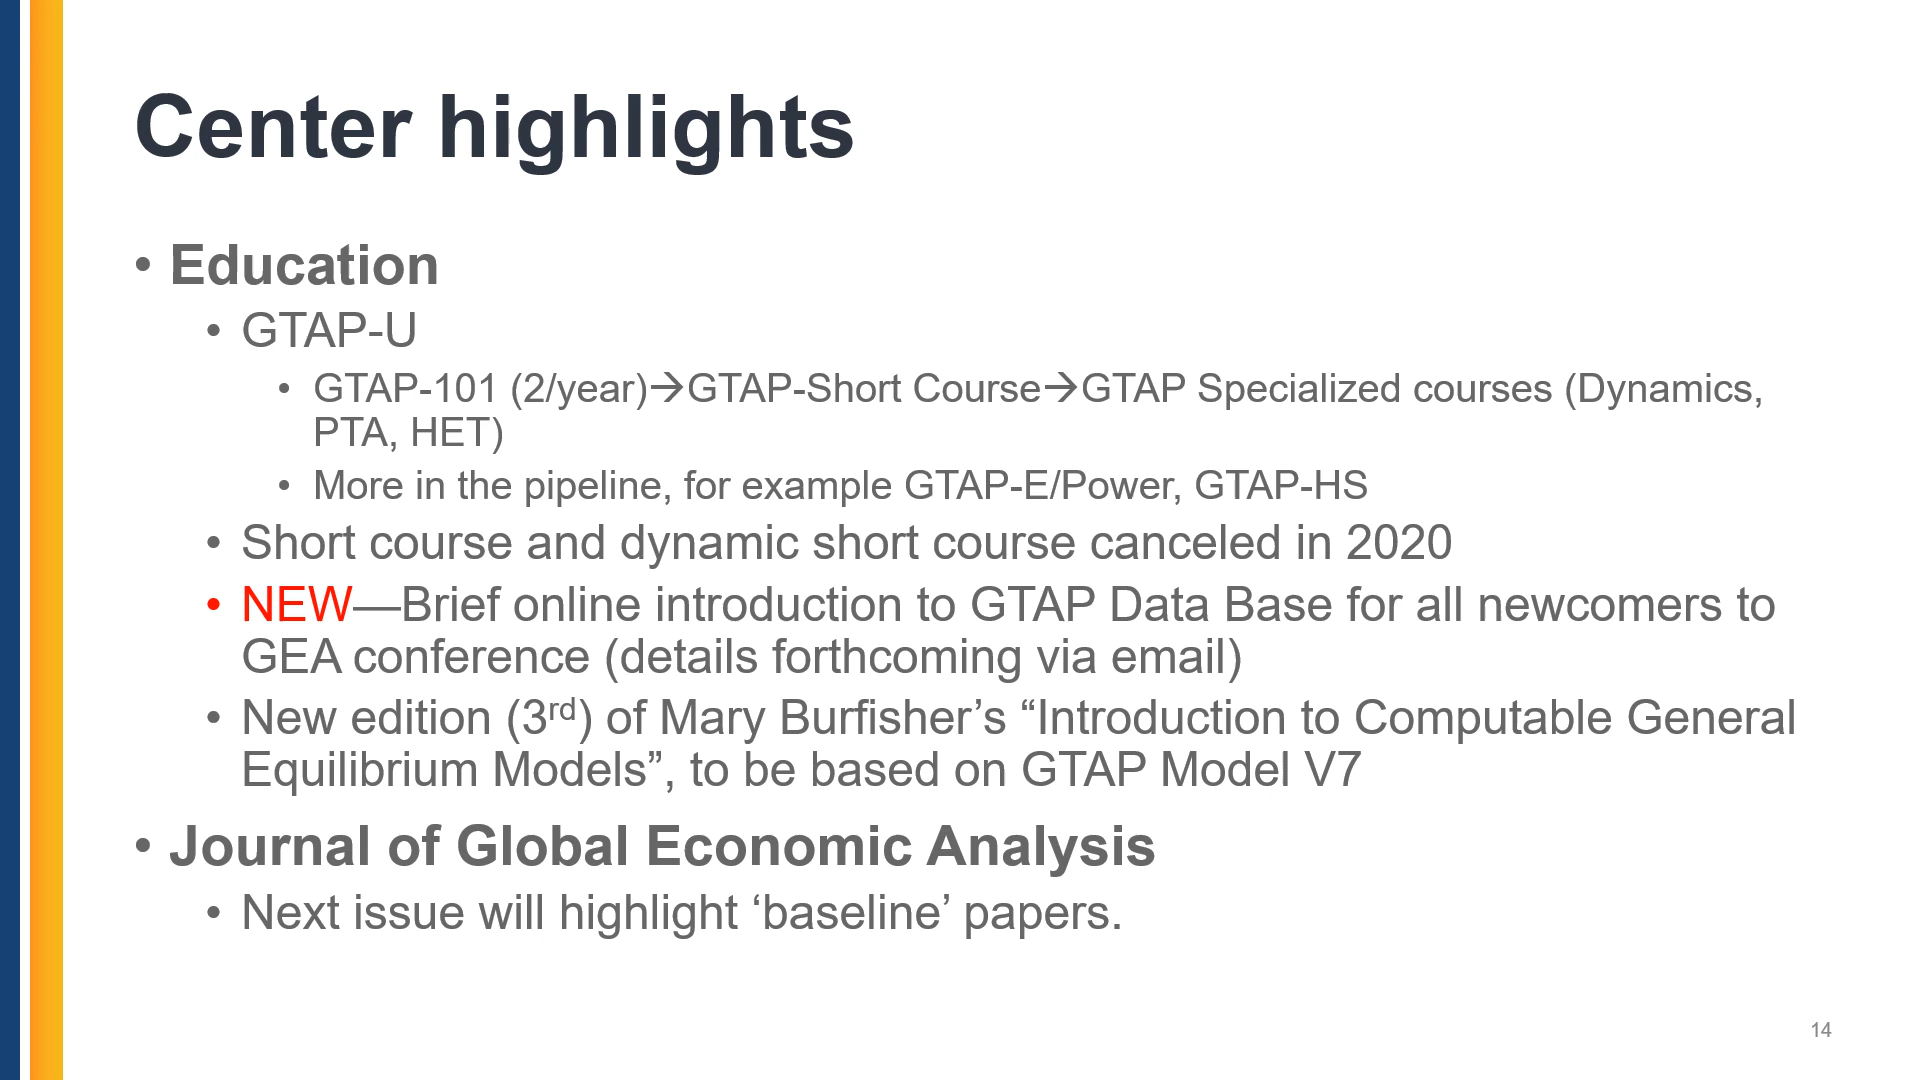 Center highlights
• Education
• GTAP-U
• GTAP-101 (2/year)→GTAP-Short Course→GTAP Specialized courses (Dynamics,
PTA, HET)
• More in the pipeline, for example GTAP-E/Power, GTAP-HS
• Short course and dynamic short course canceled in 2020
• NEW—Brief online introduction to GTAP Data Base for all newcomers to
GEA conference (details forthcoming via email)
• New edition (3rd) of Mary Burfisher’s “Introduction to Computable General
Equilibrium Models”, to be based on GTAP Model V7
• Journal of Global Economic Analysis
• Next issue will highlight ‘baseline’ papers.
14